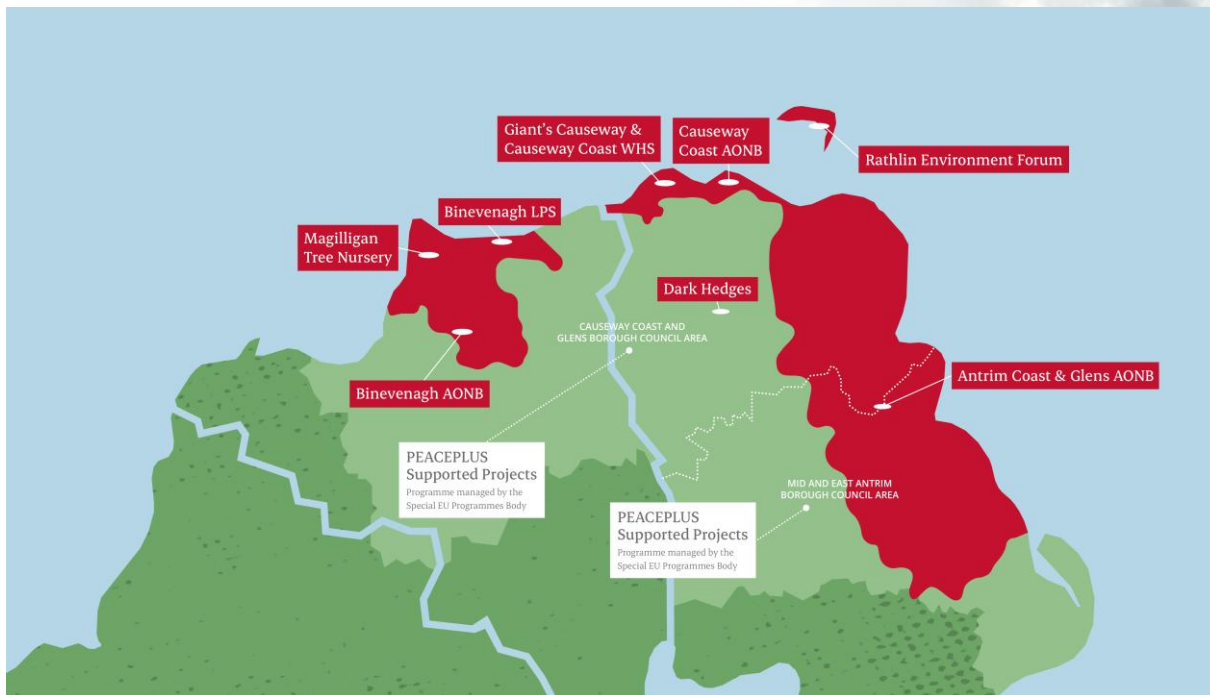 Giant's Causeway &
Causeway Coast WHS
Causeway
Coast AONB
Rathlin Environment Forum
Binevenagh LPS
Magilligan
Tree Nursery
Dark Hedges
CAUSEWAY COAST AND
GLENS BOROUGH COUNCIL AREA
Binevenagh AONB
Antrim Coast & Glens AONB
PEACEPLUS
Supported Projects
Programme managed by the
Special EU Programmes Body
MID AND EAST ANTRIM
BOROUGH COUNCIL AREA
PEACEPLUS
Supported Projects
Programme managed by the
Special EU Programmes Body